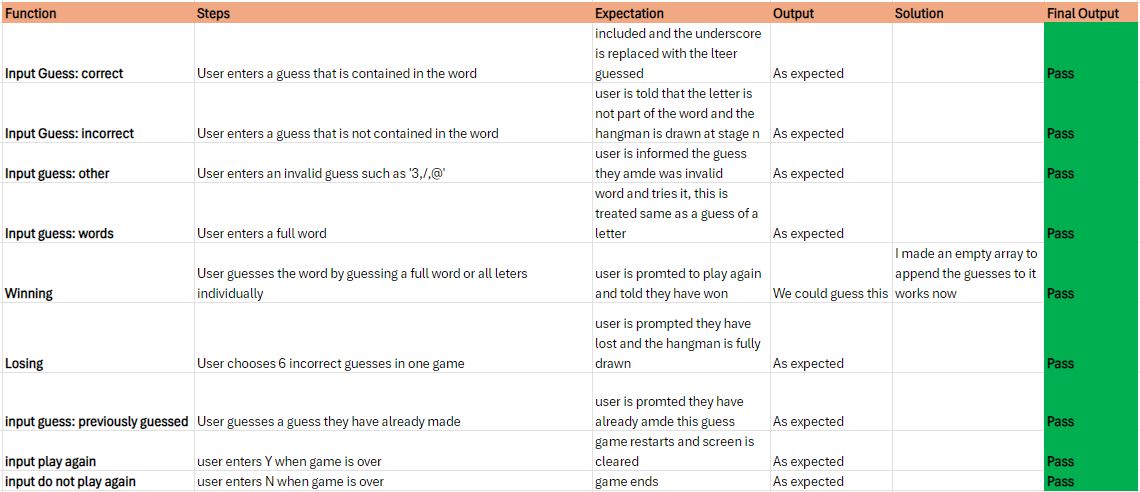 Function Steps Expectation Output Solution Final Output
included and the underscore
is replaced with the lteer
Input Guess: correct User enters a guess that is contained in the word guessed As expected Pass
user is told that the letter is
not part of the word and the
Input Guess: incorrect User enters a guess that is not contained in the word hangman is drawn at stage n As expected Pass
user is informed the guess
Input guess: other User enters an invalid guess such as '3,/,@' they amde was invalid As expected Pass
word and tries it, this is
treated same as a guess of a
Input guess: words User enters a full word letter As expected Pass
I made an empty array to
User guesses the word by guessing a full word or all leters user is promted to play again append the guesses to it
Winning individually and told they have won We could guess this works now Pass
user is prompted they have
lost and the hangman is fully
Losing User chooses 6 incorrect guesses in one game drawn As expected Pass
user is promted they have
input guess: previously guessed User guesses a guess they have already made already amde this guess As expected Pass
game restarts and screen is
input play again user enters Y when game is over cleared As expected Pass
input do not play again user enters N when game is over game ends As expected Pass